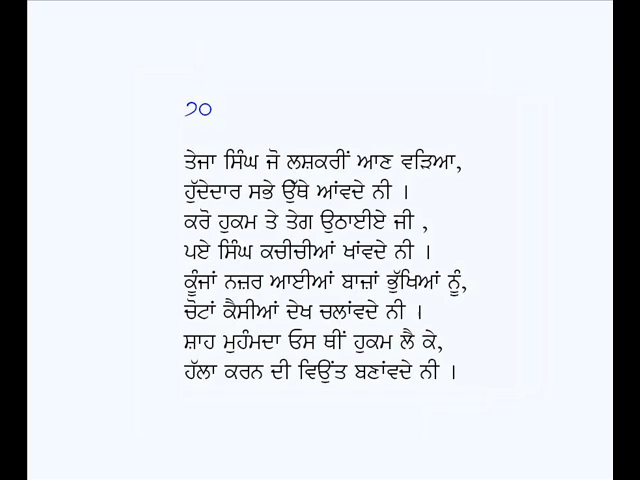 ੭੦
ਤੇਜਾ ਸਿੰਘ ਜੋ ਲਸ਼ਕਰੀਂ ਆਣ ਵੜਿਆ,
ਹੁੱਦੇਦਾਰ ਸਭੇ ਉੱਥੇ ਆਂਵਦੇ ਨੀ ।
ਕਰੋ ਹੁਕਮ ਤੇ ਤੇਗ ਉਠਾਈਏ ਜੀ ,
ਪਏ ਸਿੰਘ ਕਚੀਚੀਆਂ ਖਾਂਵਦੇ ਨੀ ।
ਕੂੰਜਾਂ ਨਜ਼ਰ ਆਈਆਂ ਬਾਜ਼ਾਂ ਭੁੱਖਿਆਂ ਨੂੰ,
ਚੋਟਾਂ ਕੈਸੀਆਂ ਦੇਖ ਚਲਾਂਵਦੇ ਨੀ ।
ਸ਼ਾਹ ਮੁਹੰਮਦਾ ਓਸ ਥੀਂ ਹੁਕਮ ਲੈ ਕੇ,
ਹੱਲਾ ਕਰਨ ਦੀ ਵਿਉਂਤ ਬਣਾਂਵਦੇ ਨੀ ।